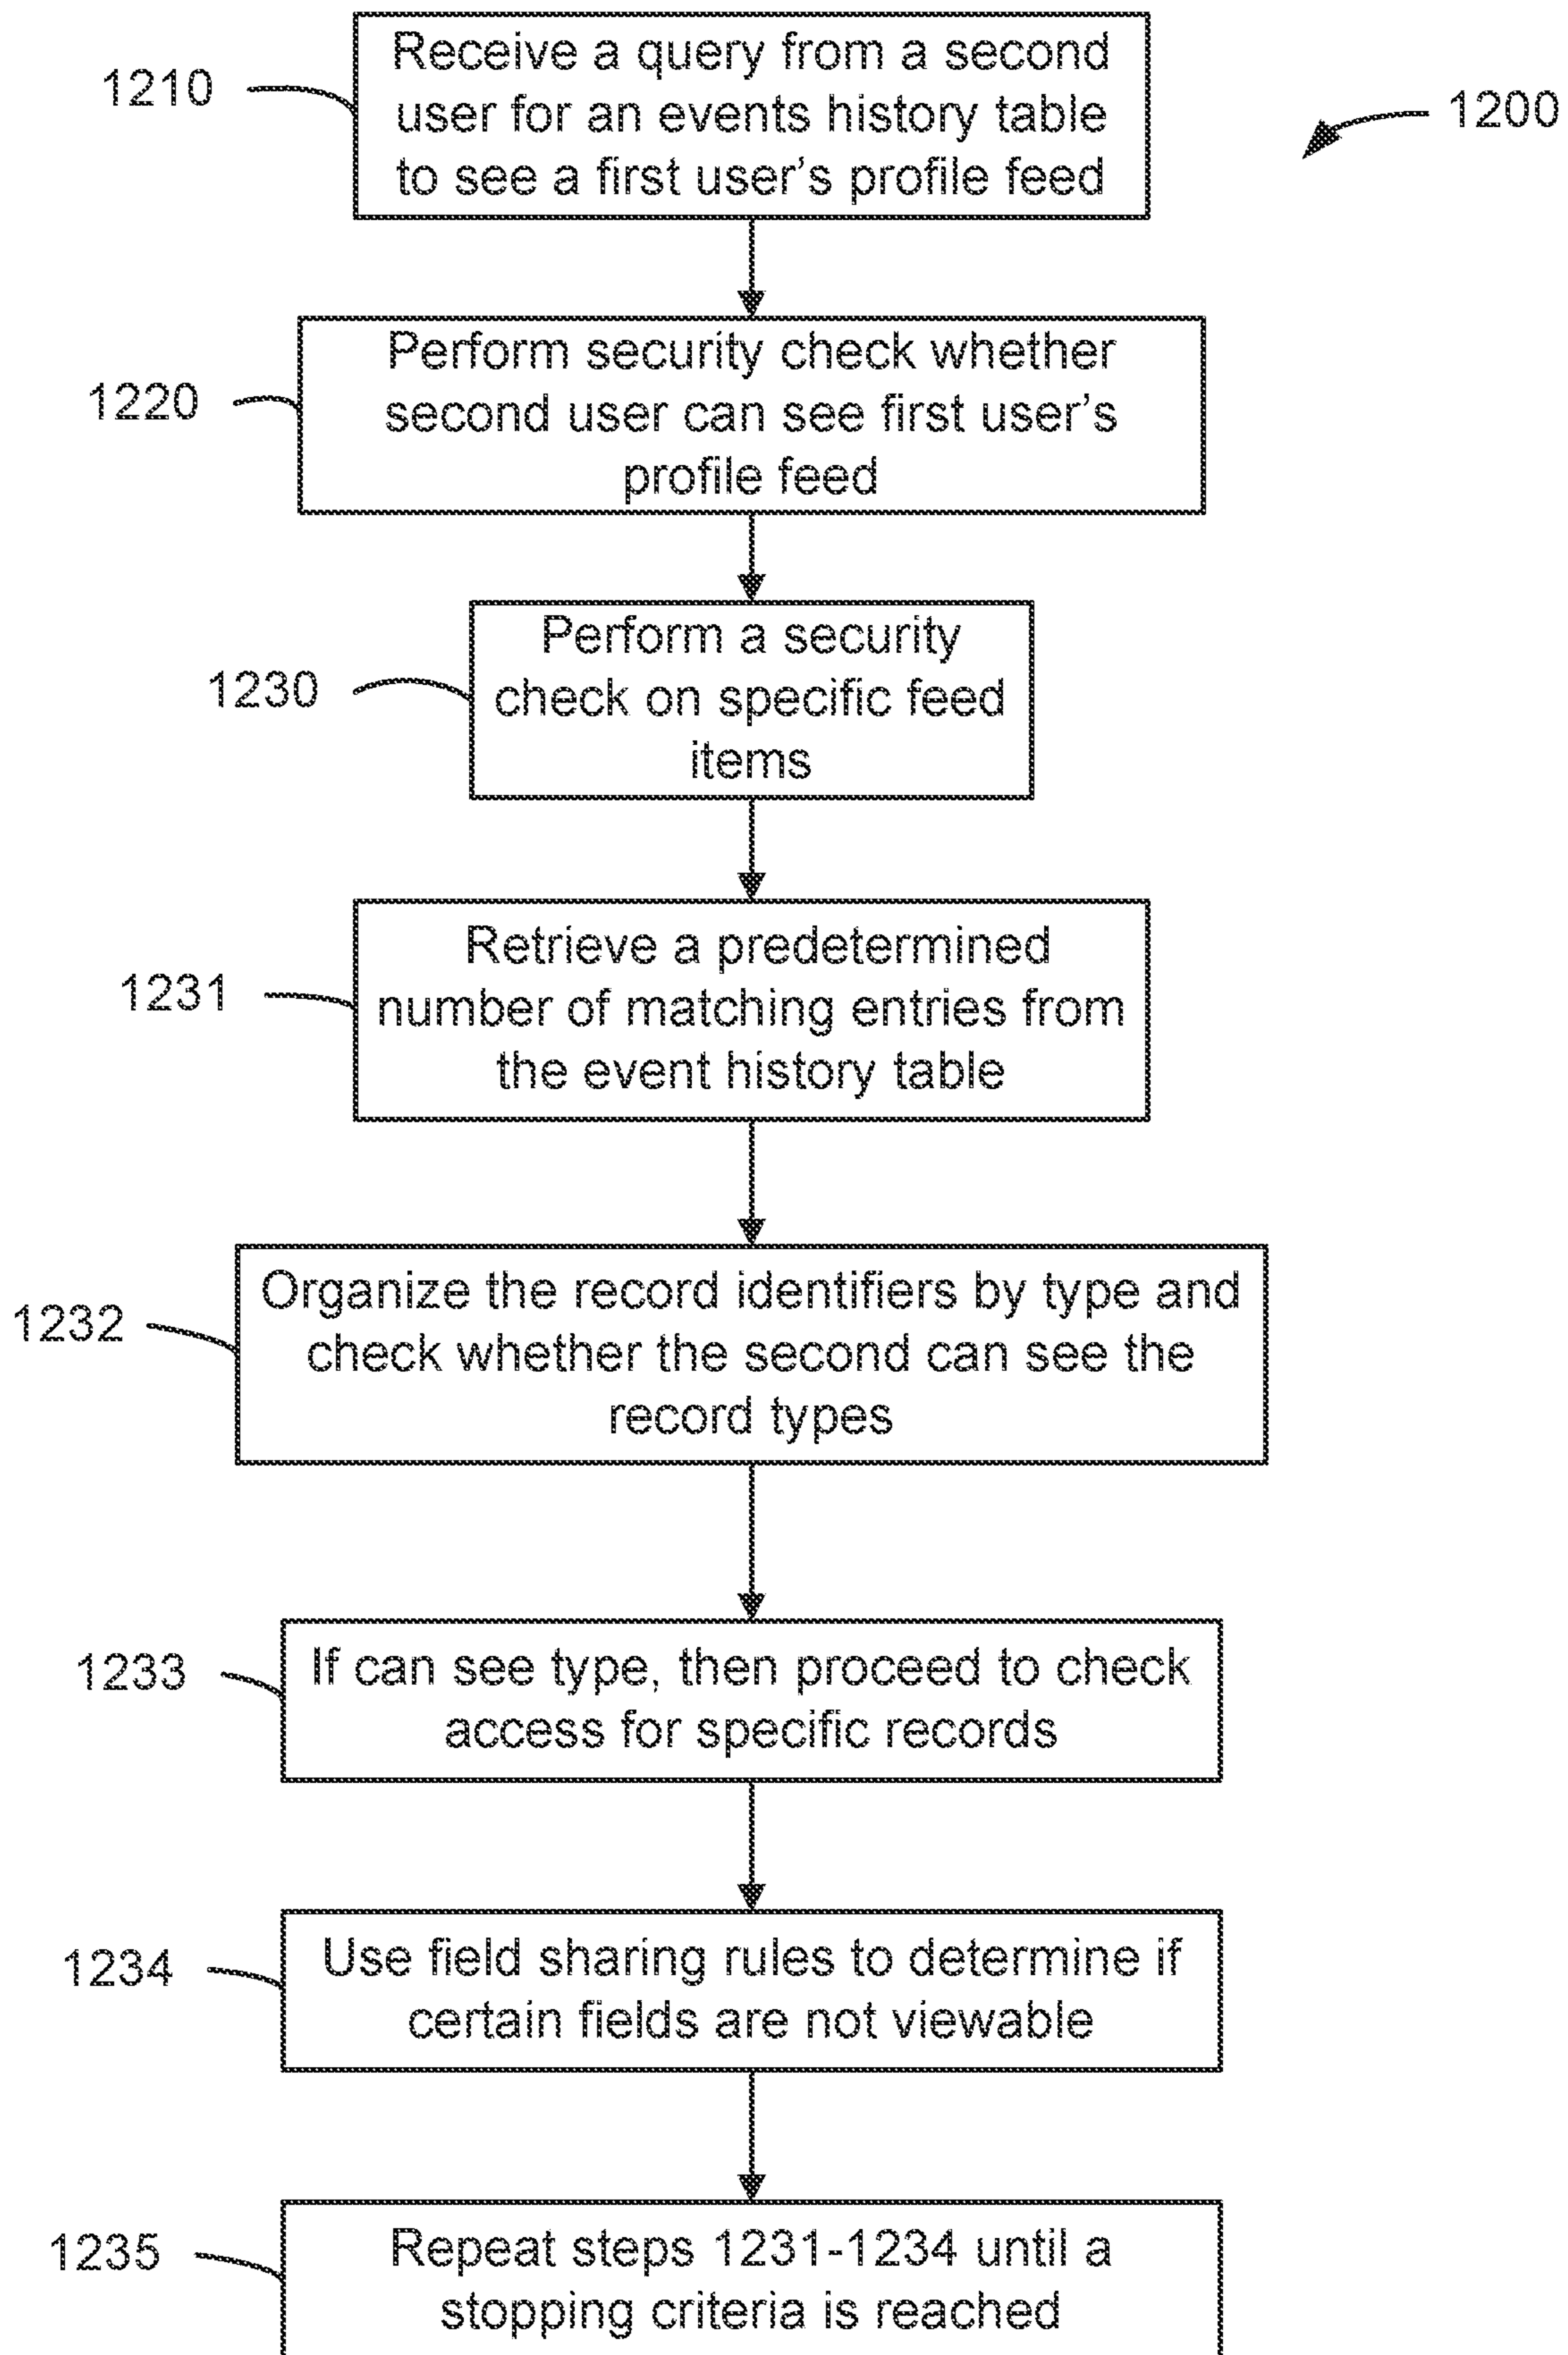 1200
1210
Receive a query from a second
user for an events history table
to see a first user's profile feed
1220
Perform security check whether
second user can see first user's
profile feed
1230
Perform a security
check on specific feed
items
1231
Retrieve a predetermined
number of matching entries from
the event history table
1232
Organize the record identifiers by type and
check whether the second can see the
record types
1233
If can see type, then proceed to check
access for specific records
1234
Use field sharing rules to determine if
certain fields are not viewable
1235
Repeat steps 1231-1234 until a
stopping criteria is reached